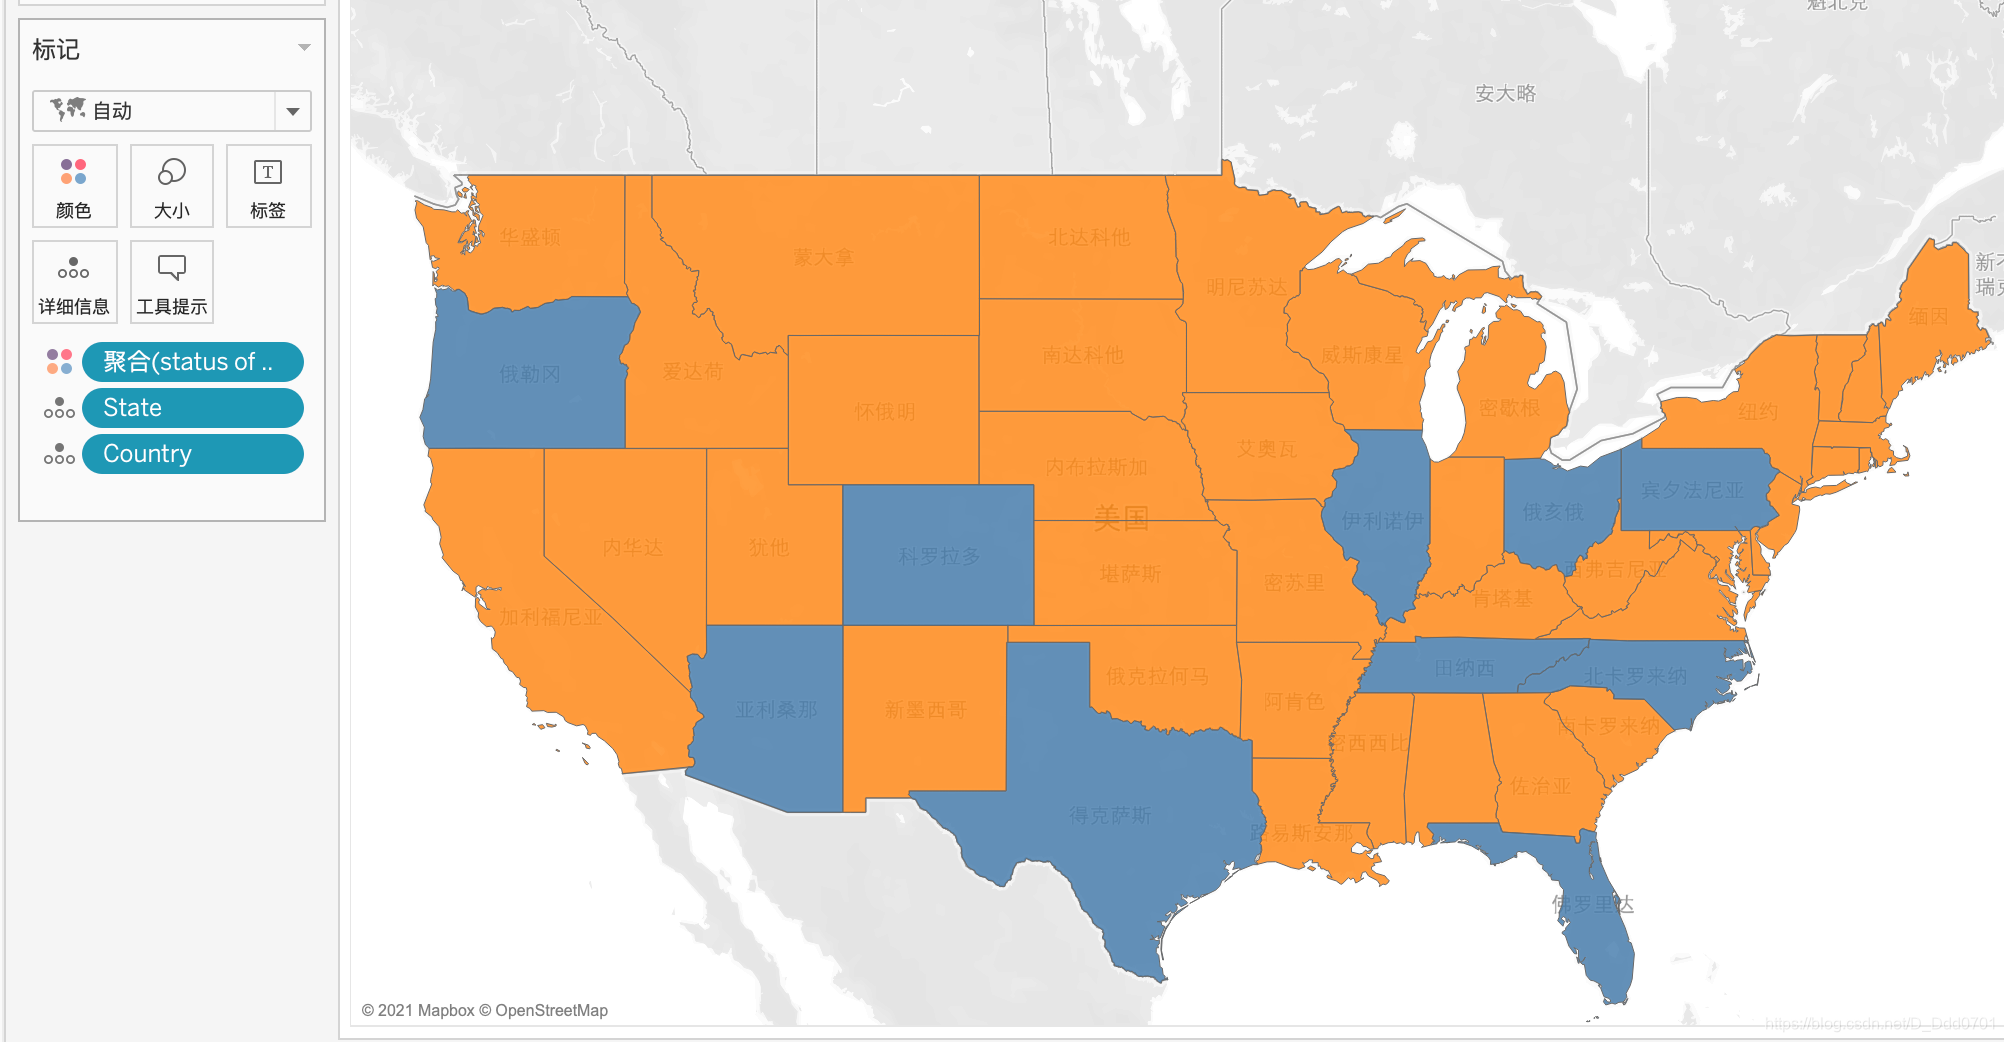 标记
自动
颜色
大小
标签
详细信息
工具提示
聚合(status of ..
State
Country
安大略
华盛顿
蒙大拿
北达科他
明尼苏达
缅因
俄勒冈
爱达荷
怀俄明
南达科他
威斯康星
密歇根
纽约
内布拉斯加
艾奥瓦
宾夕法尼亚
美国
伊利诺伊
俄亥俄
内华达
犹他
科罗拉多
堪萨斯
密苏里
西弗吉尼亚
肯塔基
加利福尼亚
俄克拉何马
田纳西
北卡罗来纳
亚利桑那
新墨西哥
阿肯色
密西西比
南卡罗来纳
佐治亚
得克萨斯
路易斯安那
佛罗里达
© 2021 Mapbox © OpenStreetMap
https://blog.csdn.net/D_Ddd0701